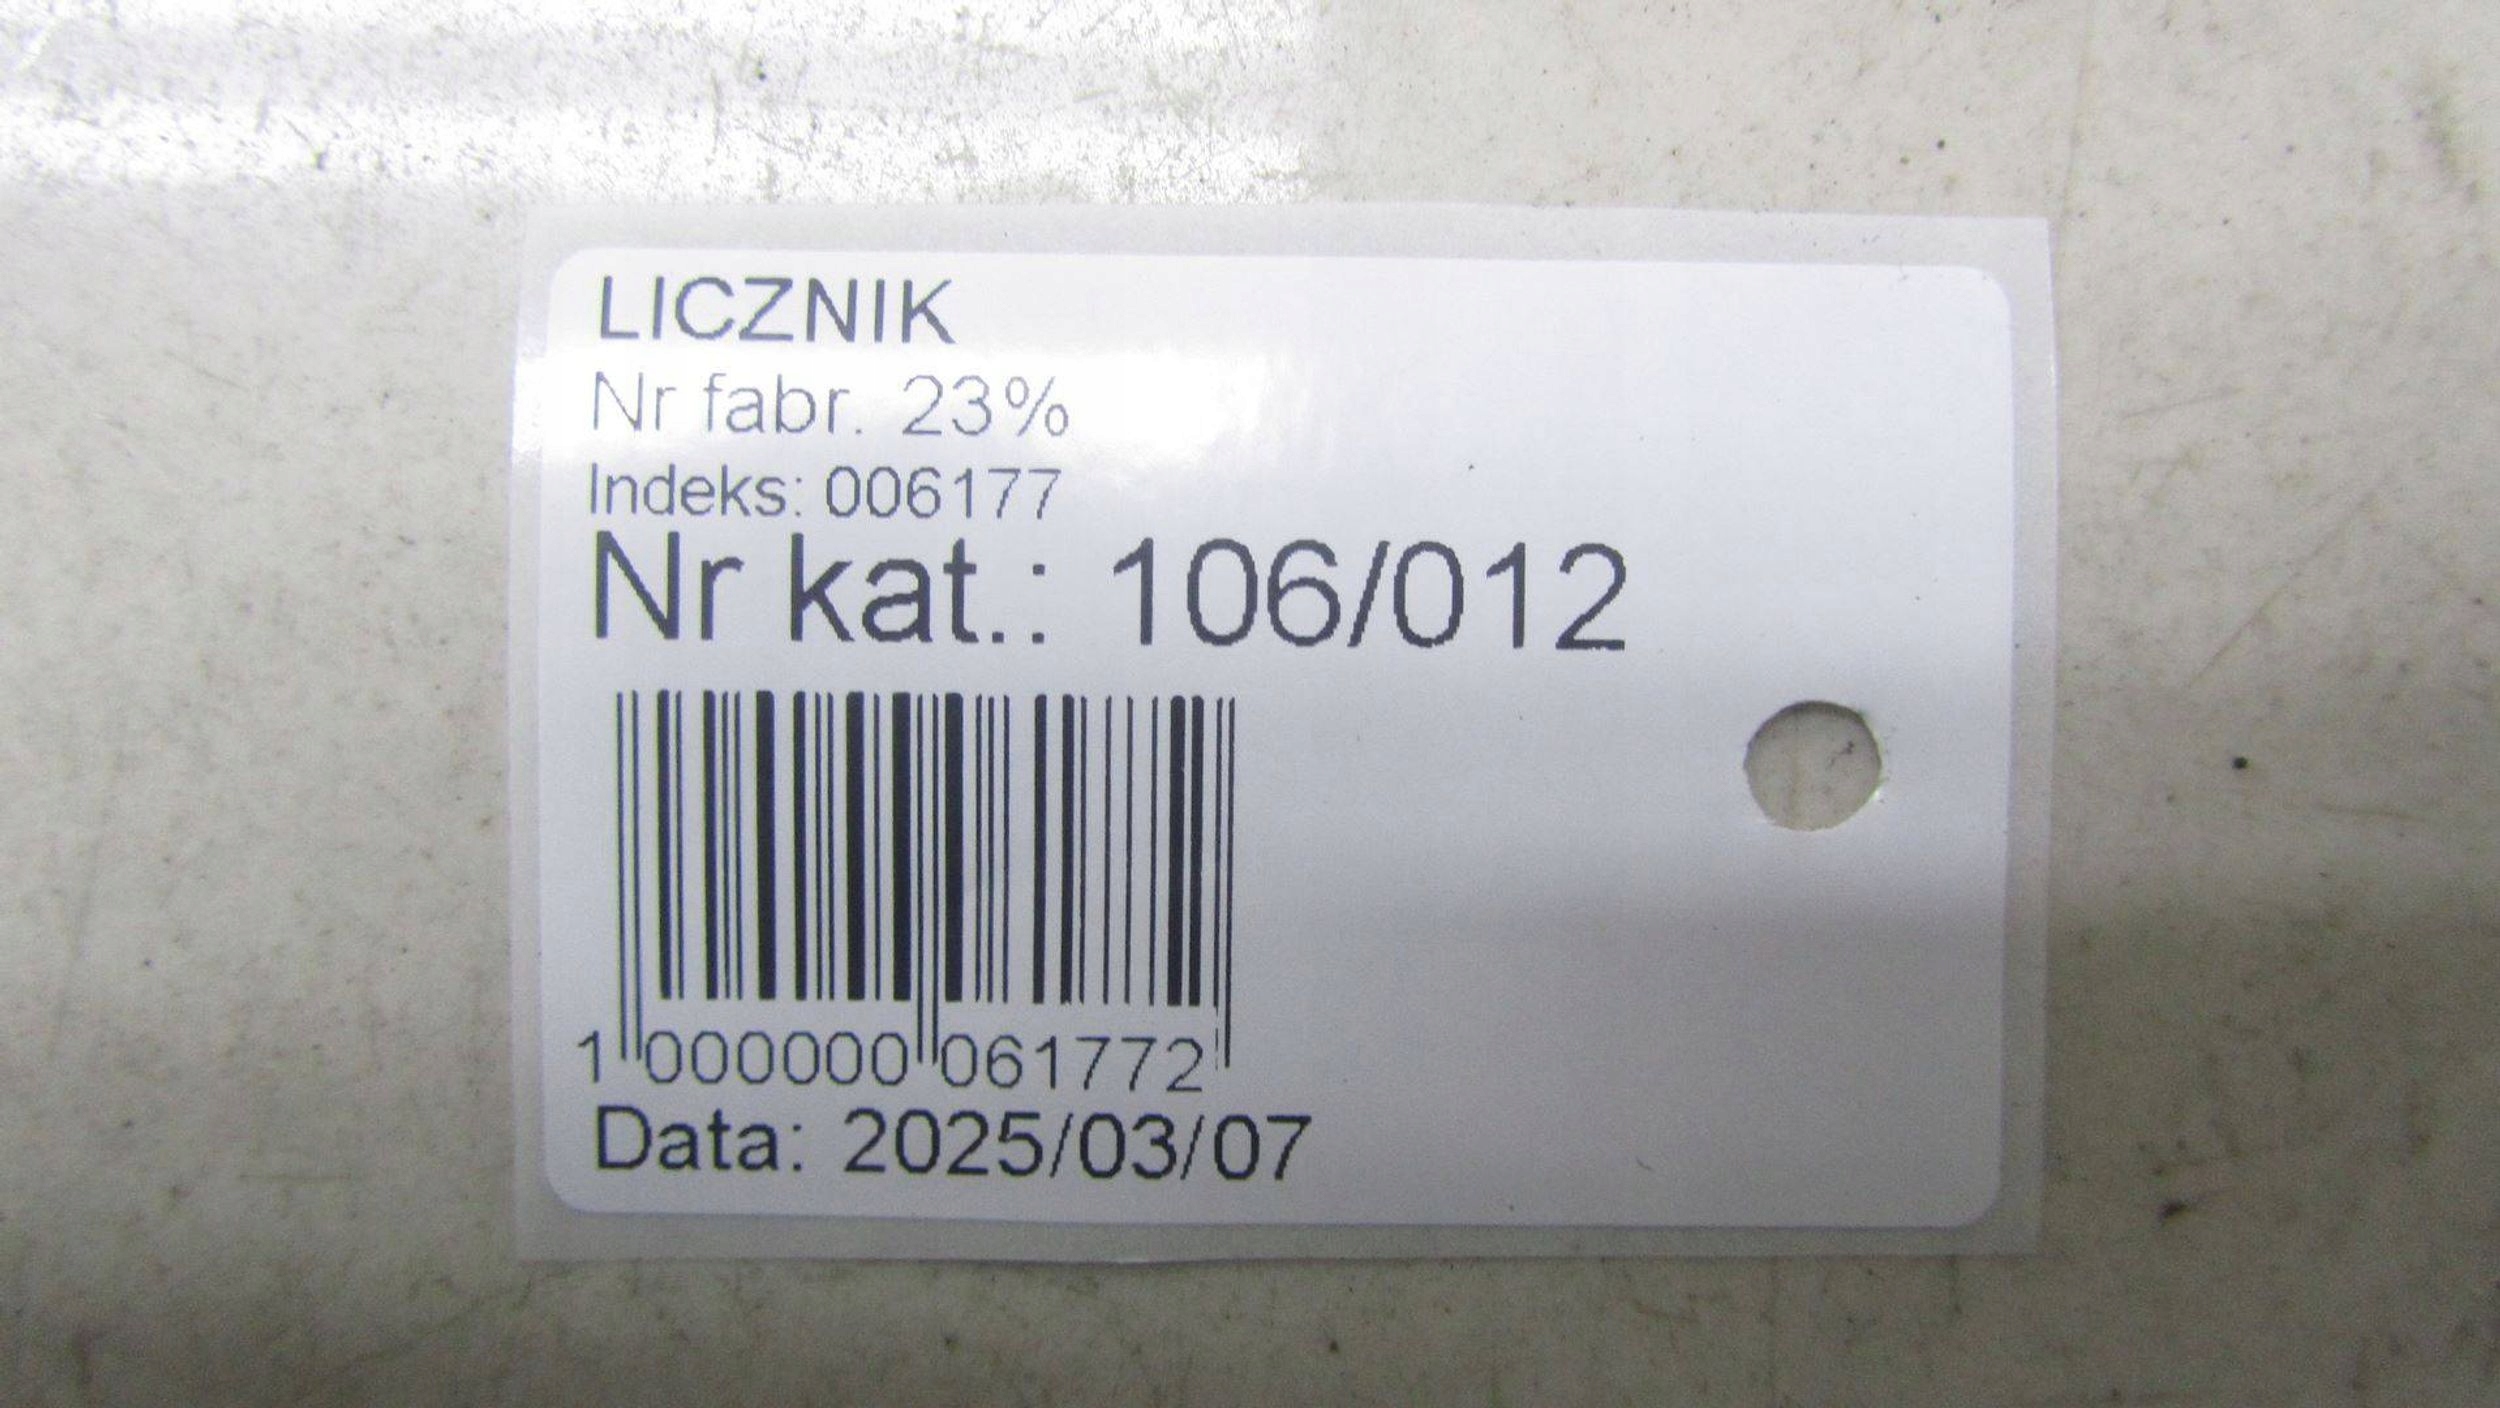 LICZNIK
Nr fabr. 23%
Indeks: 006177
Nr kat.: 106/012
1 000000 061772
Data: 2025/03/07